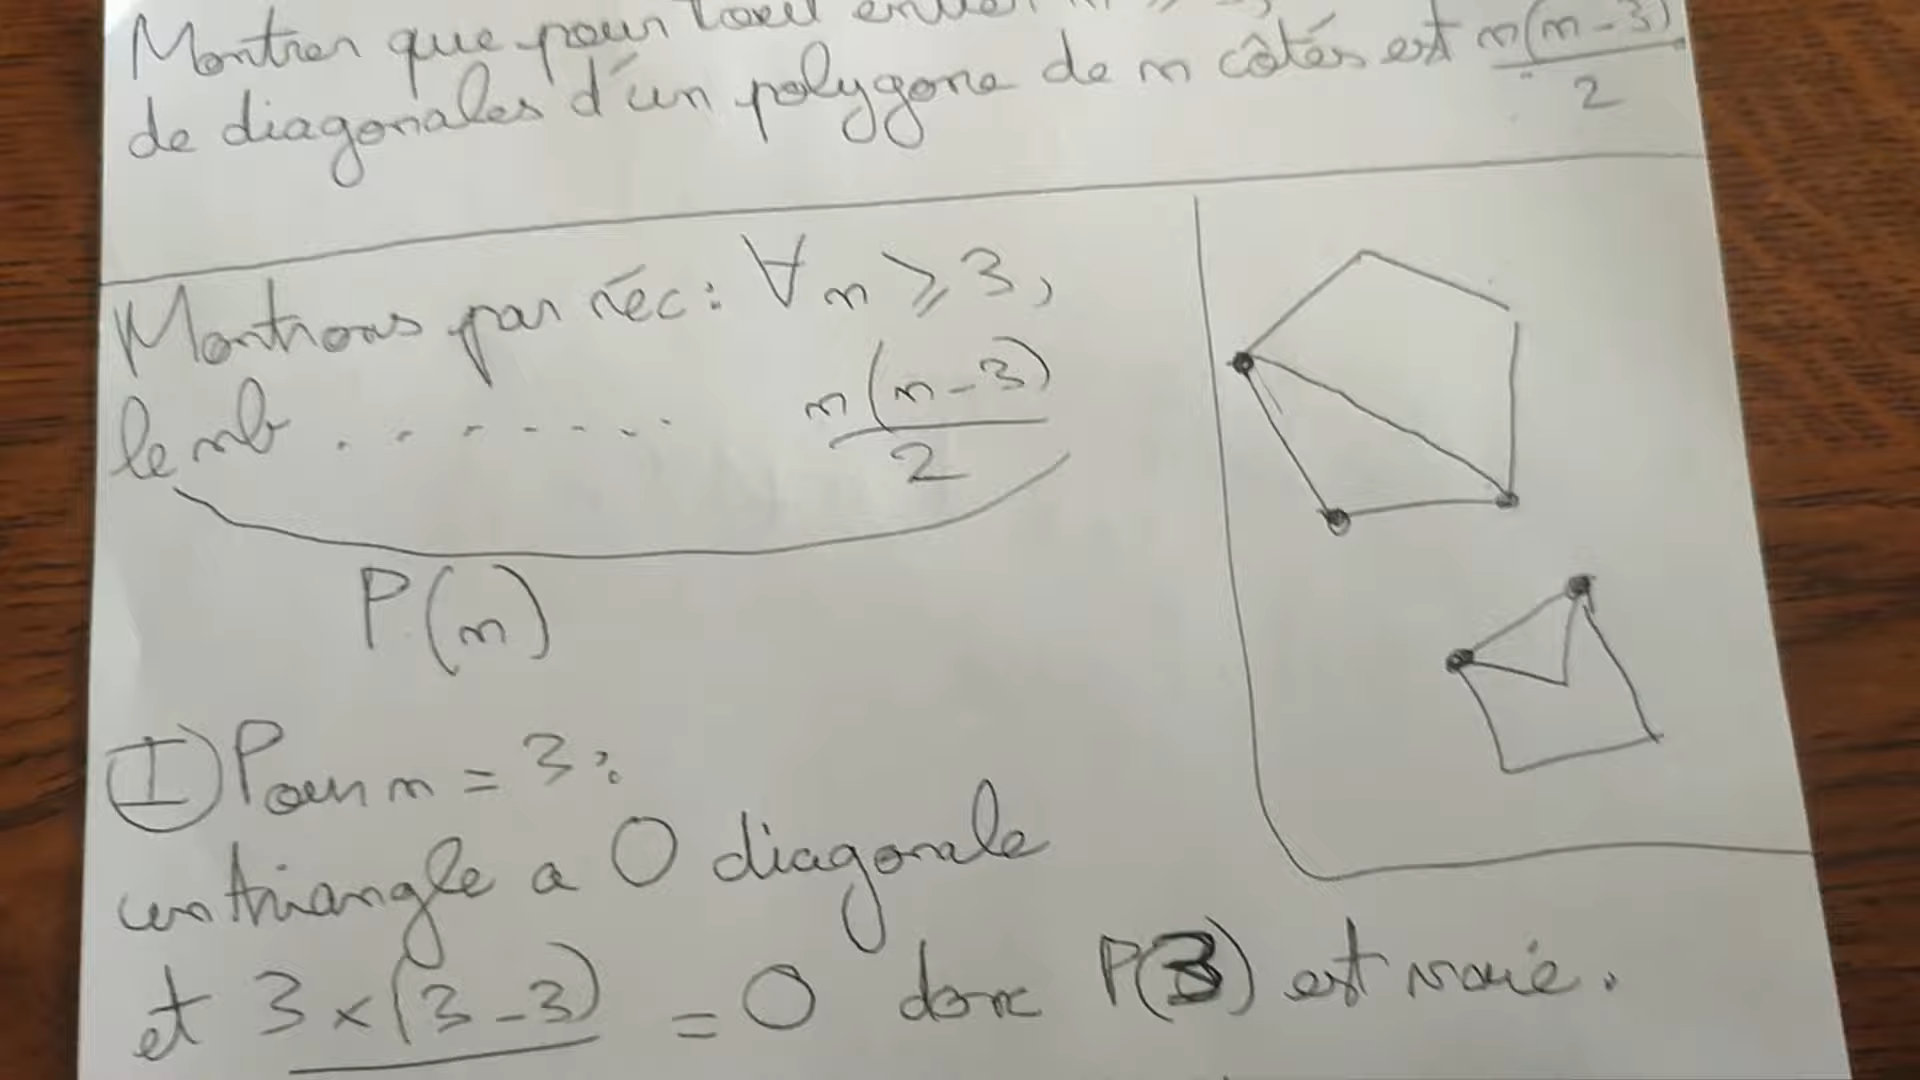 Montrer que pour tout entier n ≥ 3,
de diagonales d'un polygone de n côtés est n(n-3)/2
Montrons par réc : ∀n ≥ 3,
le nb . . . . . . . . n(n-3)/2
P(n)
I Pour n = 3 :
un triangle a 0 diagonale
et 3×(3-3) = 0 donc P(3) est vraie.